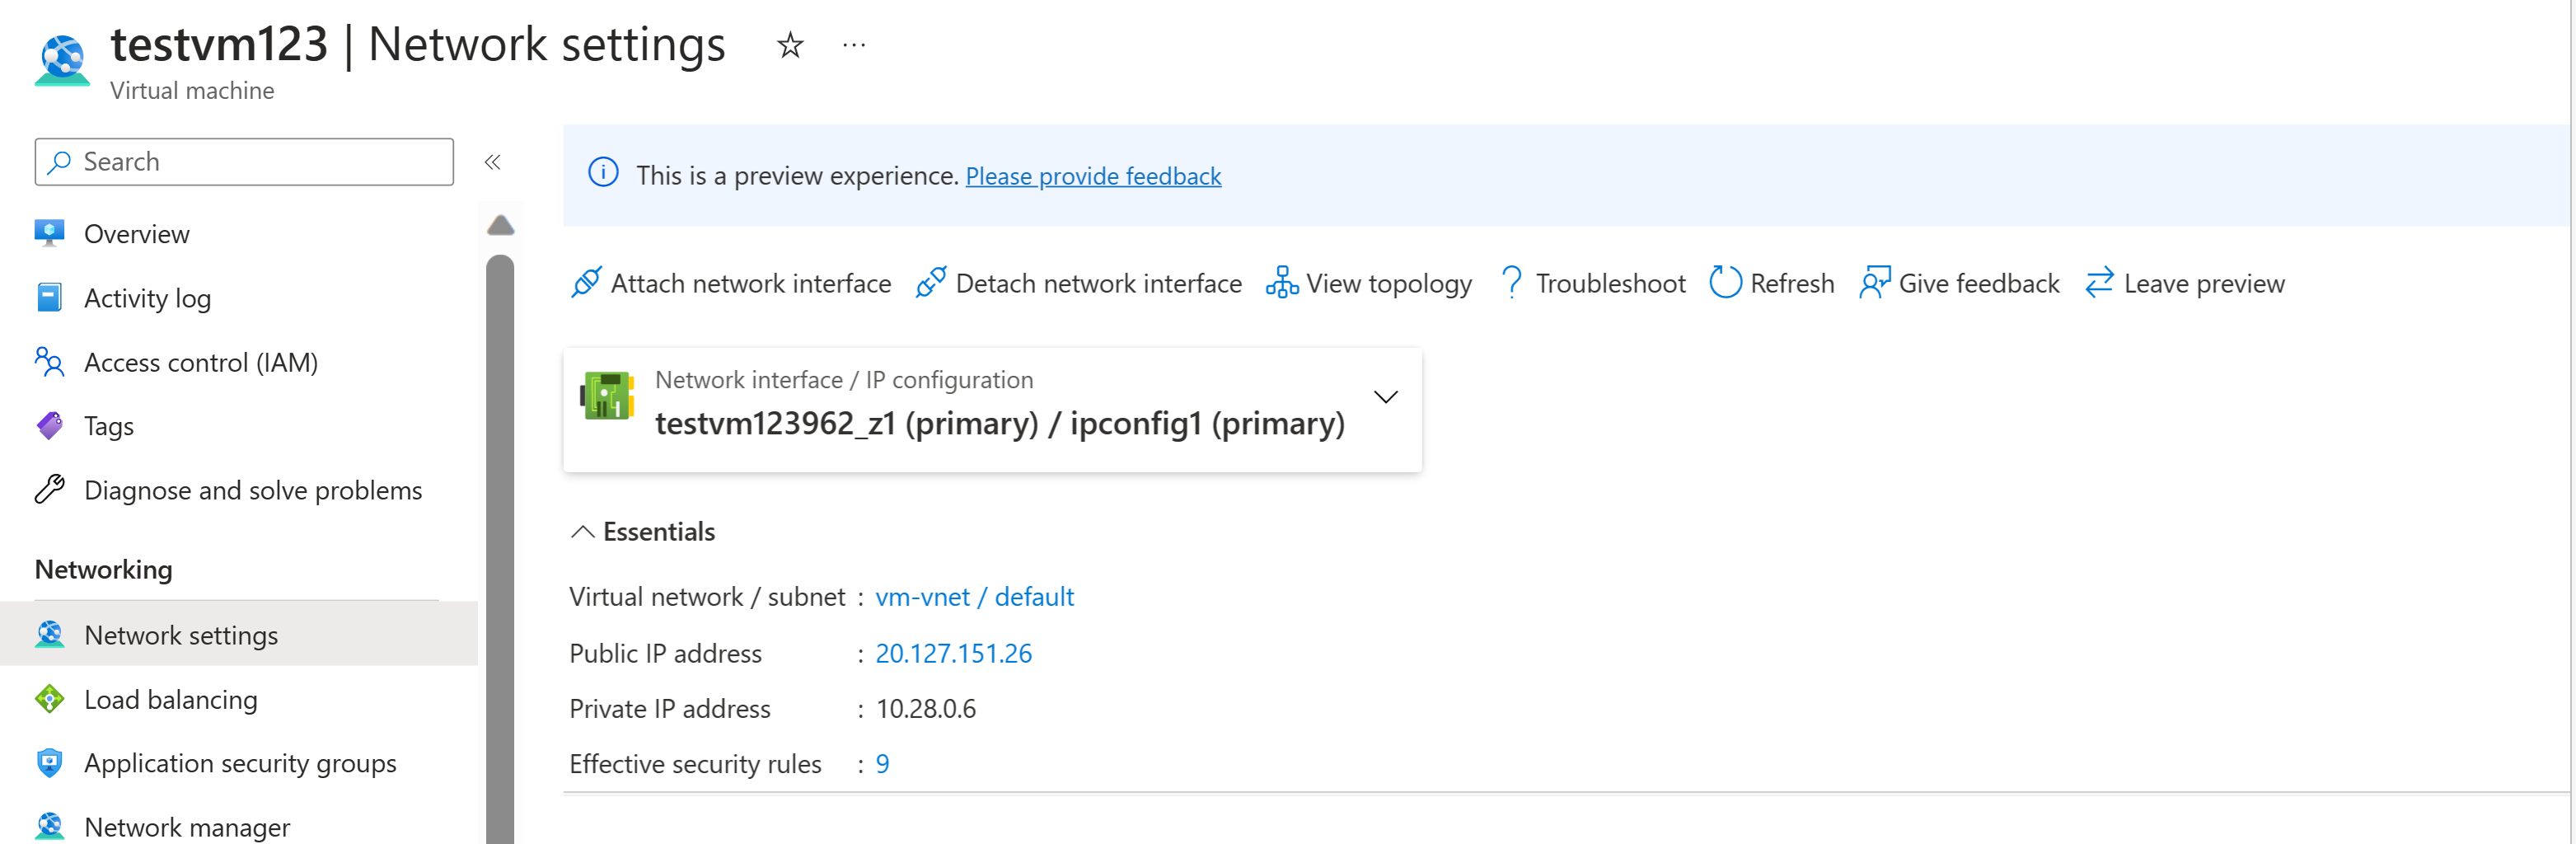 testvm123 | Network settings
Virtual machine
Search
Overview
Activity log
Access control (IAM)
Tags
Diagnose and solve problems
Networking
Network settings
Load balancing
Application security groups
Network manager
This is a preview experience. Please provide feedback
Attach network interface Detach network interface View topology Troubleshoot Refresh Give feedback Leave preview
Network interface / IP configuration
testvm123962_z1 (primary) / ipconfig1 (primary)
Essentials
Virtual network / subnet : vm-vnet / default
Public IP address : 20.127.151.26
Private IP address : 10.28.0.6
Effective security rules : 9